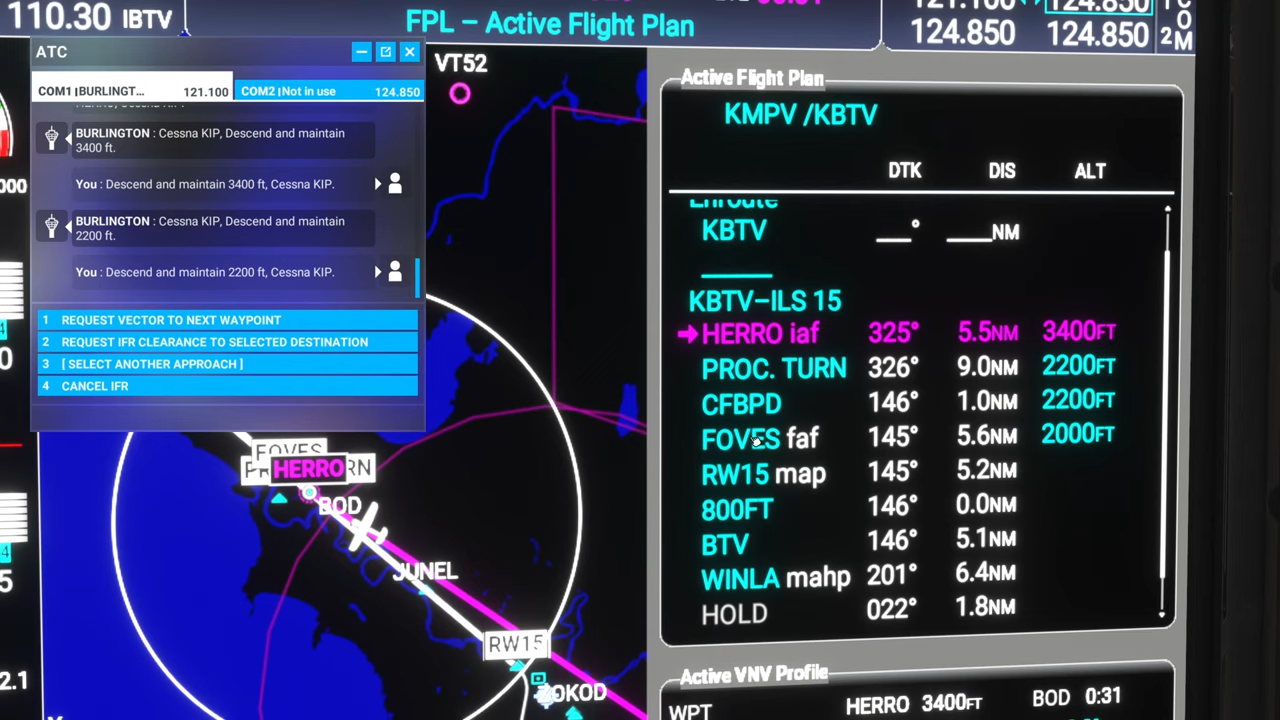 110.30 IBTV
FPL – Active Flight Plan
124.850
124.850
124.850
C
O
M
2
ATC
COM1 |BURLINGT... 121.100
COM2 |Not in use 124.850
BURLINGTON : Cessna KIP, Descend and maintain
3400 ft.
You : Descend and maintain 3400 ft, Cessna KIP.
BURLINGTON : Cessna KIP, Descend and maintain
2200 ft.
You : Descend and maintain 2200 ft, Cessna KIP.
1 REQUEST VECTOR TO NEXT WAYPOINT
2 REQUEST IFR CLEARANCE TO SELECTED DESTINATION
3 [ SELECT ANOTHER APPROACH ]
4 CANCEL IFR
VT52
FOVES
HERRO
BOD
JUNEL
RW15
Active Flight Plan
KMPV /KBTV
DTK DIS ALT
Enroute
KBTV ___° ____NM
KBTV–ILS 15
HERRO iaf 325° 5.5NM 3400FT
PROC. TURN 326° 9.0NM 2200FT
CFBPD 146° 1.0NM 2200FT
FOVES faf 145° 5.6NM 2000FT
RW15 map 145° 5.2NM
800FT 146° 0.0NM
BTV 146° 5.1NM
WINLA mahp 201° 6.4NM
HOLD 022° 1.8NM
Active VNV Profile
WPT HERRO 3400FT BOD 0:31